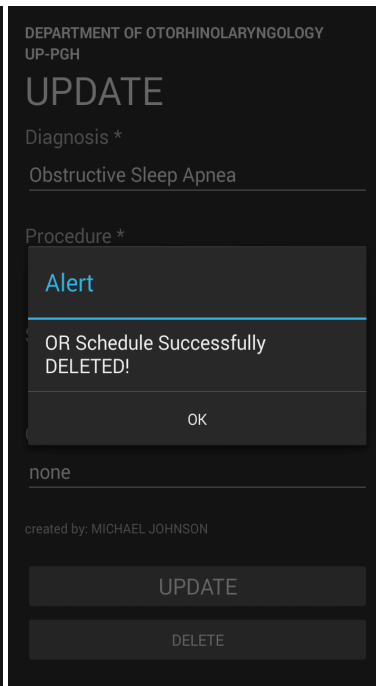 DEPARTMENT OF OTORHINOLARYNGOLOGY
UP-PGH
UPDATE
Diagnosis *
Obstructive Sleep Apnea
Procedure *
Alert
OR Schedule Successfully
DELETED!
OK
none
created by: MICHAEL JOHNSON
UPDATE
DELETE